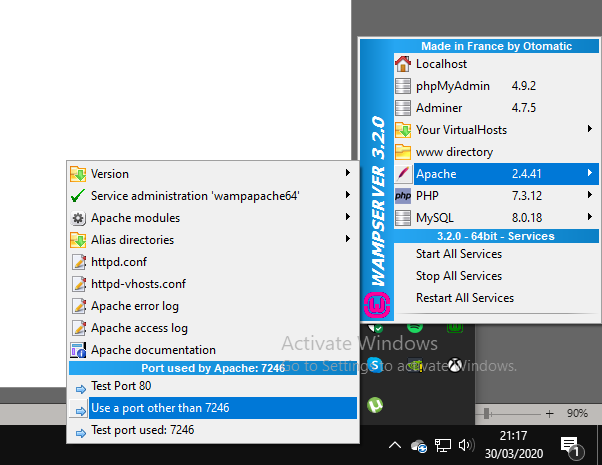 Made in France by Otomatic
Localhost
phpMyAdmin 4.9.2
Adminer 4.7.5
Your VirtualHosts
www directory
Apache 2.4.41
PHP 7.3.12
MySQL 8.0.18
3.2.0 - 64bit - Services
Start All Services
Stop All Services
Restart All Services
WAMPSERVER 3.2.0
Version
Service administration 'wampapache64'
Apache modules
Alias directories
httpd.conf
httpd-vhosts.conf
Apache error log
Apache access log
Apache documentation
Port used by Apache: 7246
Test Port 80
Use a port other than 7246
Test port used: 7246
Activate Windows
Go to Settings to activate Windows.
90%
21:17
30/03/2020
1